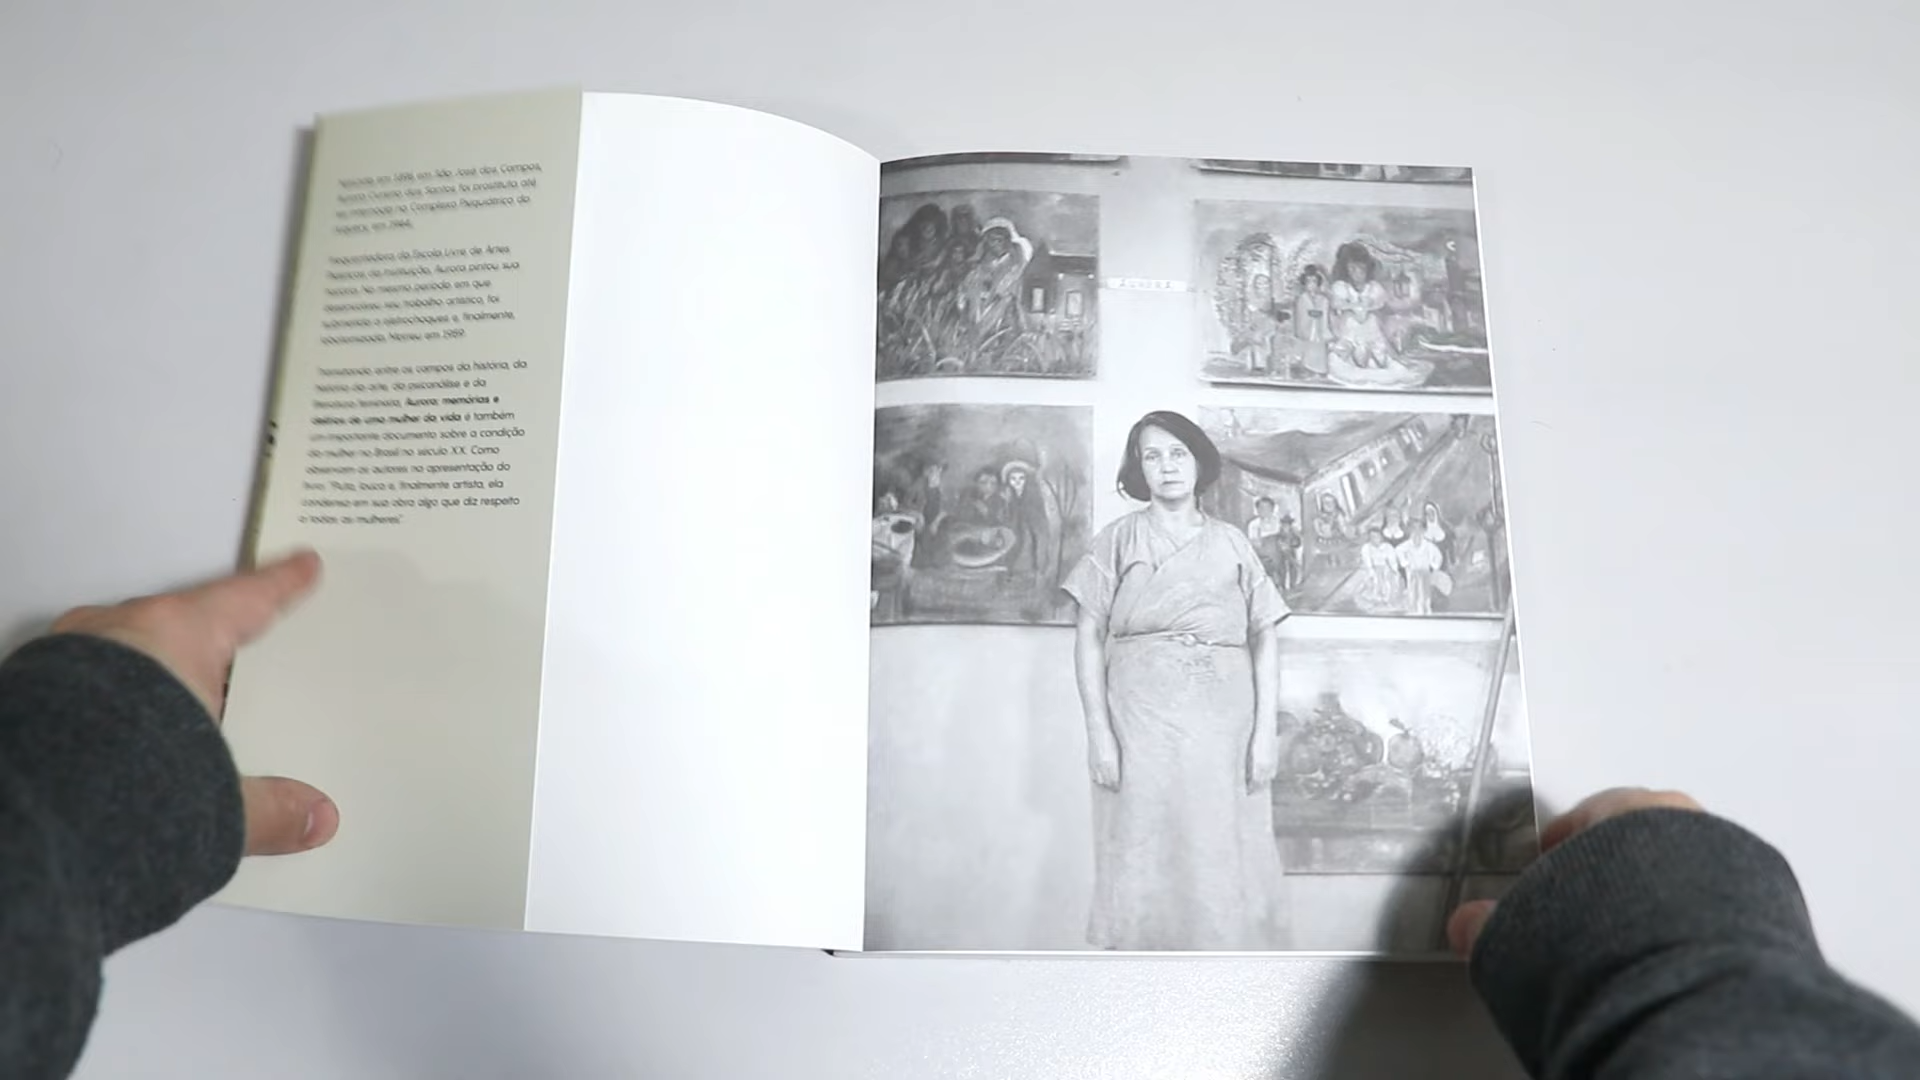 Nascida em 1896, em São José dos Campos,
Aurora Cursino dos Santos foi prostituta até
ser internada no Complexo Psiquiátrico do
Juquery, em 1944.
Frequentadora da Escola Livre de Artes
Plásticas da instituição, Aurora pintou sua
história. No mesmo período em que
desenvolveu seu trabalho artístico, foi
submetida a eletrochoques e, finalmente,
lobotomizada. Morreu em 1959.
Transitando entre os campos da história, da
história da arte, da psicanálise e da
literatura feminina, Aurora: memórias e
delírios de uma mulher da vida é também
um importante documento sobre a condição
da mulher no Brasil no século XX. Como
observam os autores na apresentação do
livro: "Puta, louca e, finalmente artista, ela
condensa em sua obra algo que diz respeito
a todas as mulheres".
AURORA